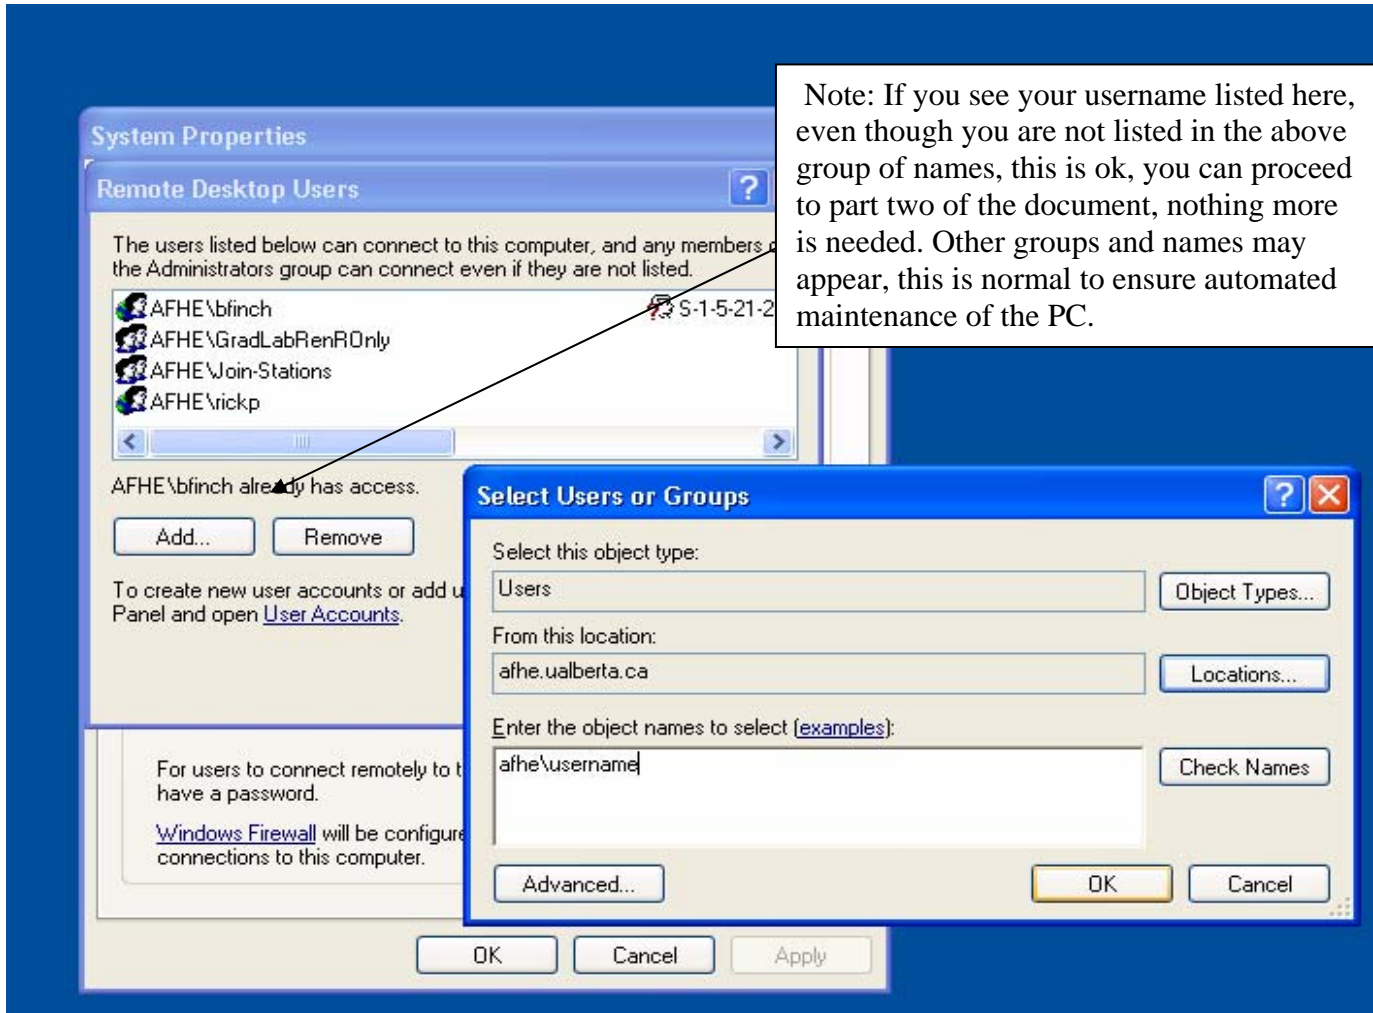 Note: If you see your username listed here,
even though you are not listed in the above
group of names, this is ok, you can proceed
to part two of the document, nothing more
is needed. Other groups and names may
appear, this is normal to ensure automated
maintenance of the PC.
System Properties
Remote Desktop Users
The users listed below can connect to this computer, and any members
the Administrators group can connect even if they are not listed.
AFHE\bfinch
S-1-5-21-2
AFHE\GradLabRenROnly
AFHE\Join-Stations
AFHE\rickp
AFHE\bfinch already has access.
Add...
Remove
To create new user accounts or add u
Panel and open User Accounts.
For users to connect remotely to t
have a password.
Windows Firewall will be configure
connections to this computer.
OK
Cancel
Apply
Select Users or Groups
Select this object type:
Users
Object Types...
From this location:
afhe.ualberta.ca
Locations...
Enter the object names to select (examples):
afhe\username
Check Names
Advanced...
OK
Cancel